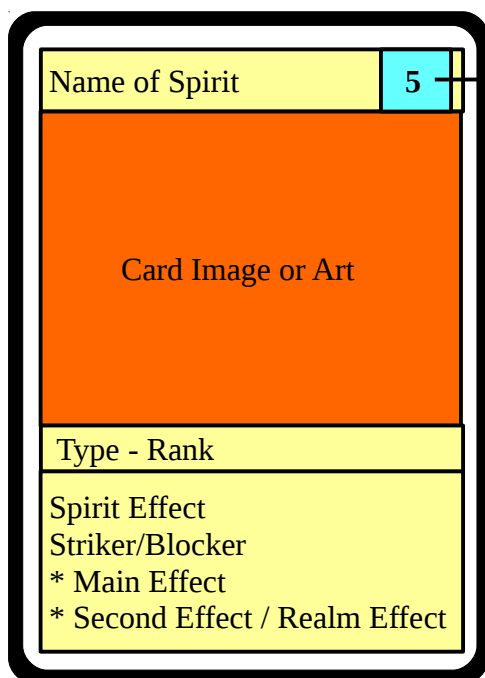 Name of Spirit 5
Card Image or Art
Type - Rank
Spirit Effect
Striker/Blocker
* Main Effect
* Second Effect / Realm Effect